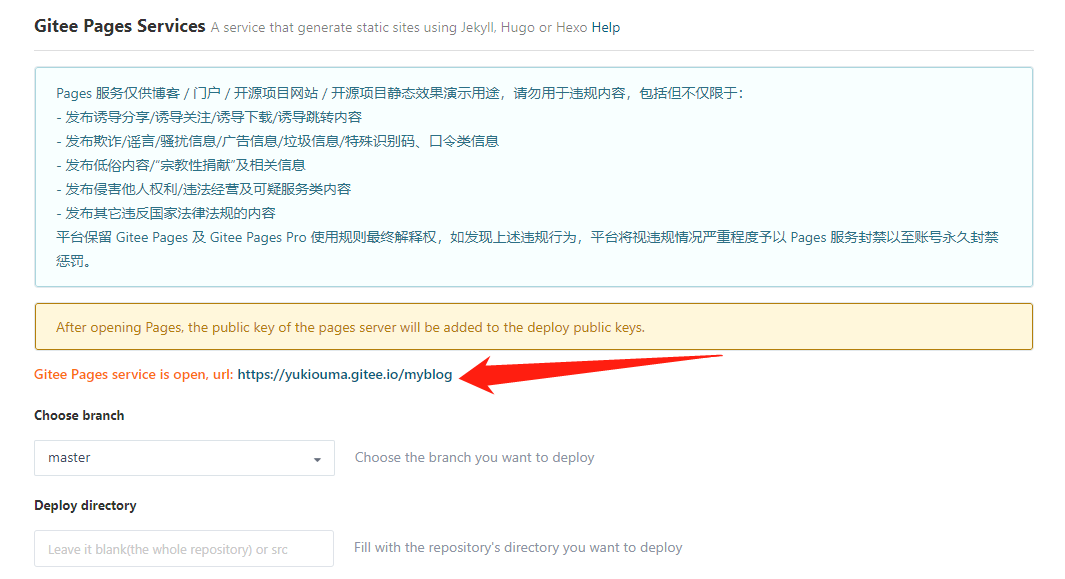 Gitee Pages Services A service that generate static sites using Jekyll, Hugo or Hexo Help
Pages 服务仅供博客 / 门户 / 开源项目网站 / 开源项目静态效果演示用途，请勿用于违规内容，包括但不仅限于：
- 发布诱导分享/诱导关注/诱导下载/诱导跳转内容
- 发布欺诈/谣言/骚扰信息/广告信息/垃圾信息/特殊识别码、口令类信息
- 发布低俗内容/“宗教性捐献”及相关信息
- 发布侵害他人权利/违法经营及可疑服务类内容
- 发布其它违反国家法律法规的内容
平台保留 Gitee Pages 及 Gitee Pages Pro 使用规则最终解释权，如发现上述违规行为，平台将视违规情况严重程度予以 Pages 服务封禁以至账号永久封禁
惩罚。
After opening Pages, the public key of the pages server will be added to the deploy public keys.
Gitee Pages service is open, url: https://yukiouma.gitee.io/myblog
Choose branch
master Choose the branch you want to deploy
Deploy directory
Leave it blank(the whole repository) or src Fill with the repository's directory you want to deploy